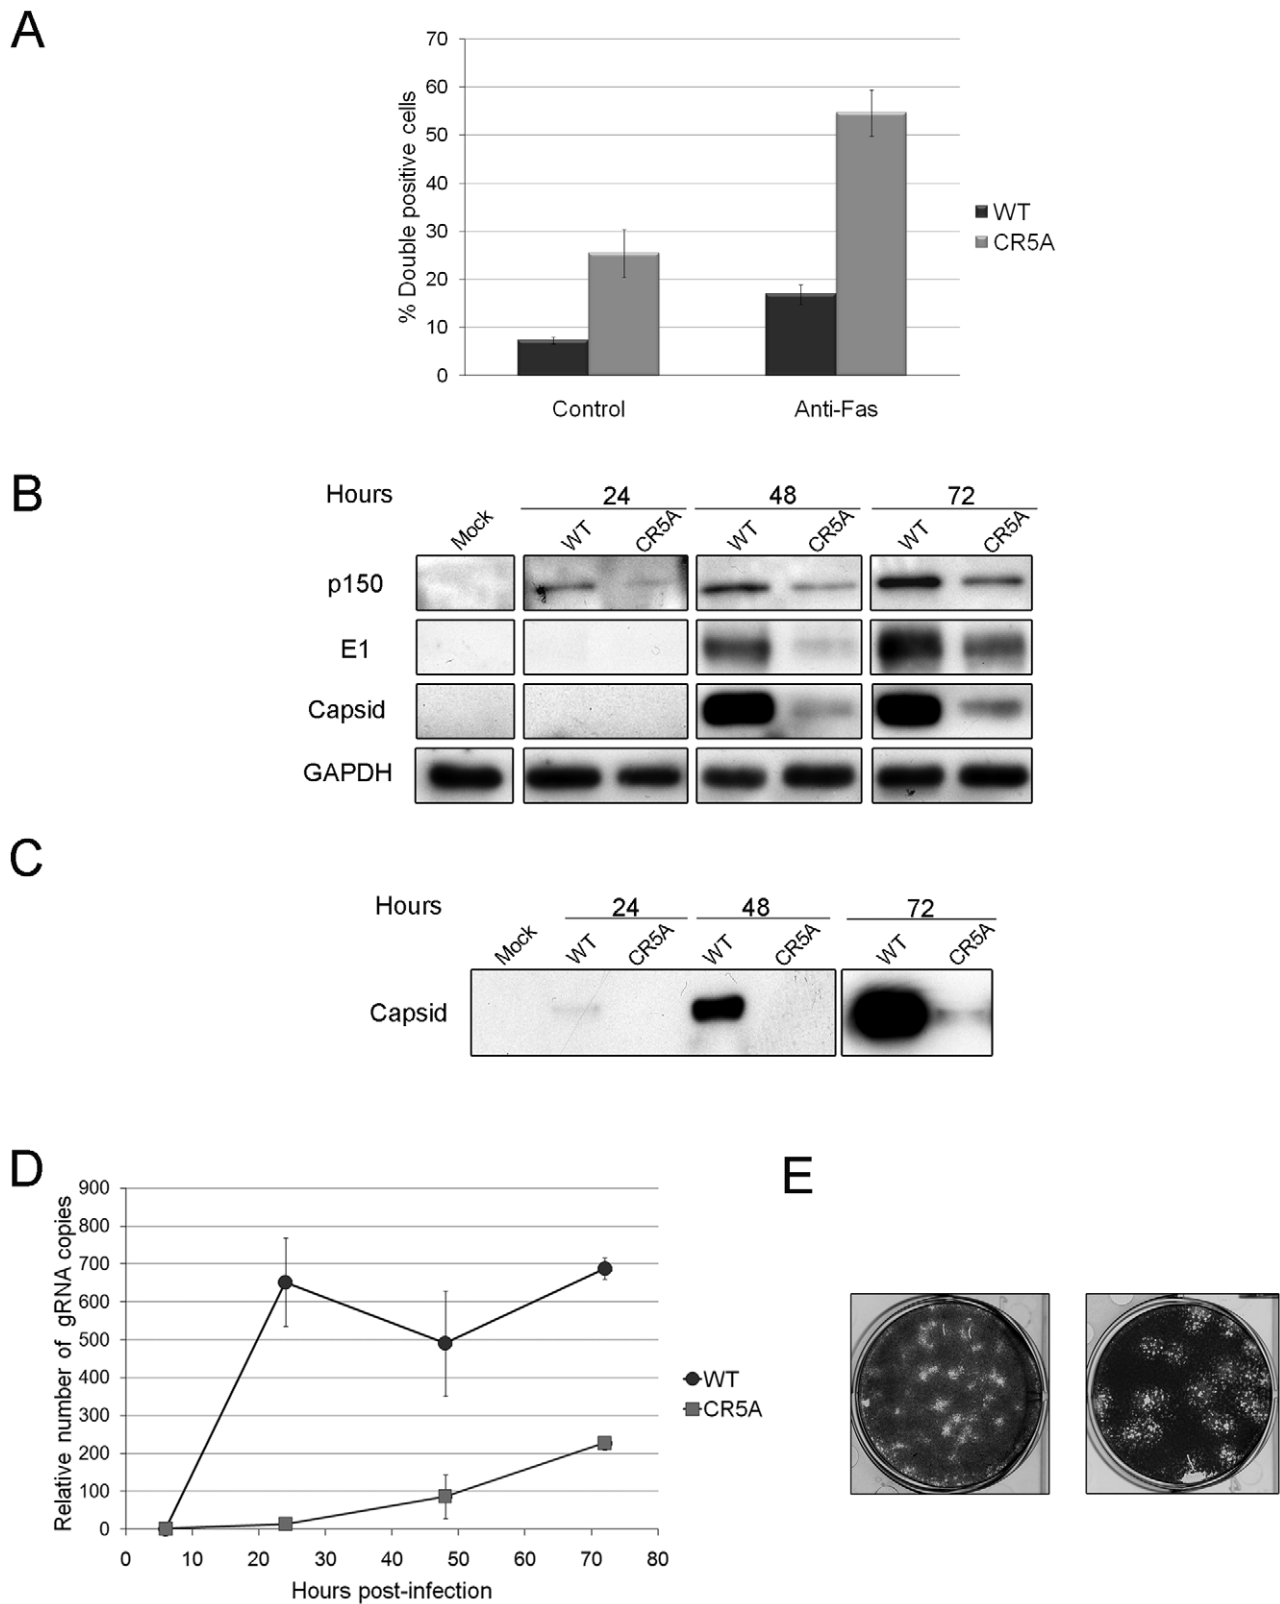 A
70
60
50
40
30
20
10
0
% Double positive cells
Control
Anti-Fas
WT
CR5A
B
Hours 24 48 72
Mock WT CR5A WT CR5A WT CR5A
p150
E1
Capsid
GAPDH
C
Hours 24 48 72
Mock WT CR5A WT CR5A WT CR5A
Capsid
D
900
800
700
600
500
400
300
200
100
0
Relative number of gRNA copies
0 10 20 30 40 50 60 70 80
Hours post-infection
WT
CR5A
E